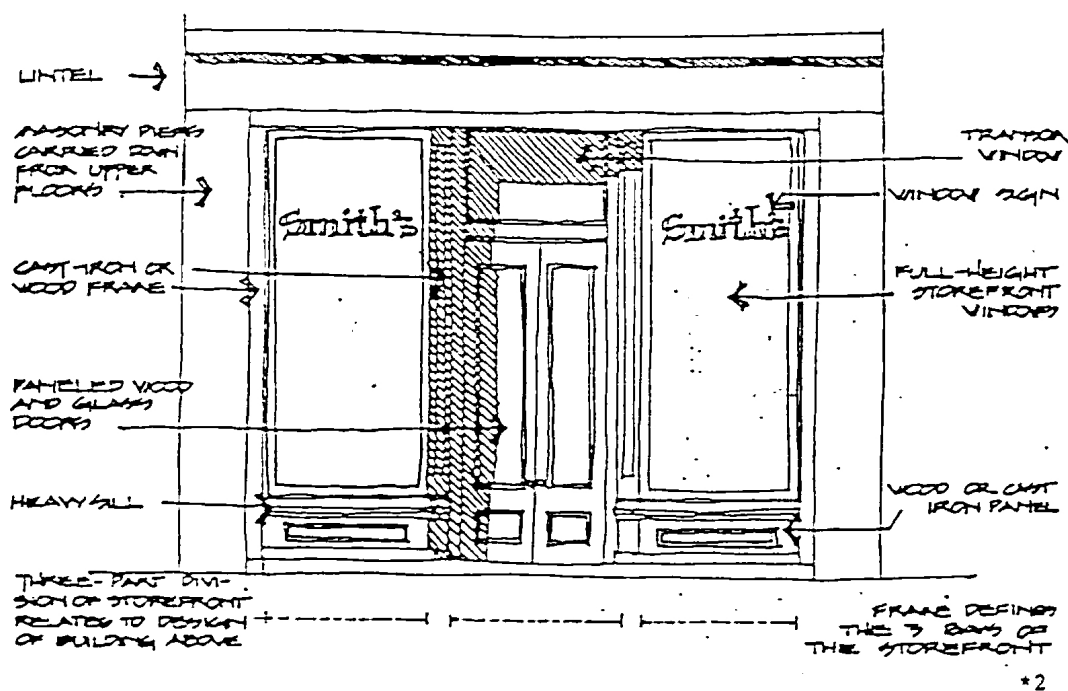 LINTEL
MASONRY PIERS
CARRIED DOWN
FROM UPPER
FLOORS
TRANSOM
WINDOW
Smith's
Smith's
WINDOW SIGN
CAST-IRON OR
WOOD FRAME
FULL-HEIGHT
STOREFRONT
WINDOWS
PANELED WOOD
AND GLASS
DOORS
HEAVY SILL
WOOD OR CAST
IRON PANEL
THREE-PART DIVI-
SION OF STOREFRONT
RELATES TO DESIGN
OF BUILDING ABOVE
FRAME DEFINES
THE 3 BAYS OF
THE STOREFRONT
*2